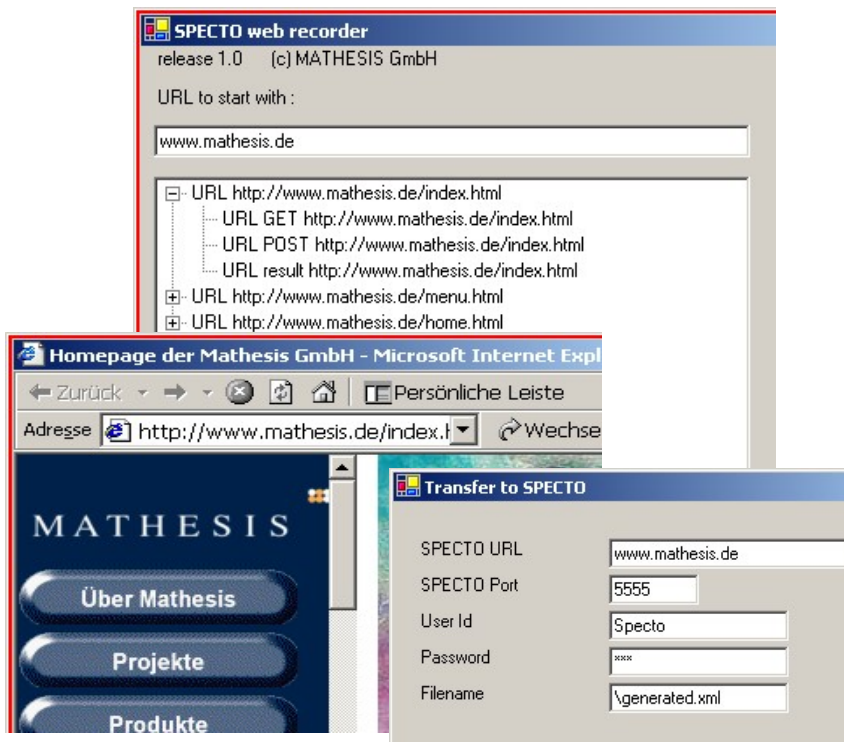 SPECTO web recorder
release 1.0 (c) MATHESIS GmbH
URL to start with :
www.mathesis.de
URL http://www.mathesis.de/index.html
URL GET http://www.mathesis.de/index.html
URL POST http://www.mathesis.de/index.html
URL result http://www.mathesis.de/index.html
URL http://www.mathesis.de/menu.html
URL http://www.mathesis.de/home.html
Homepage der Mathesis GmbH - Microsoft Internet Expl
Zurück Persönliche Leiste
Adresse http://www.mathesis.de/index.h Wechse
MATHESIS
Über Mathesis
Projekte
Produkte
Transfer to SPECTO
SPECTO URL www.mathesis.de
SPECTO Port 5555
User Id Specto
Password ×××
Filename \generated.xml